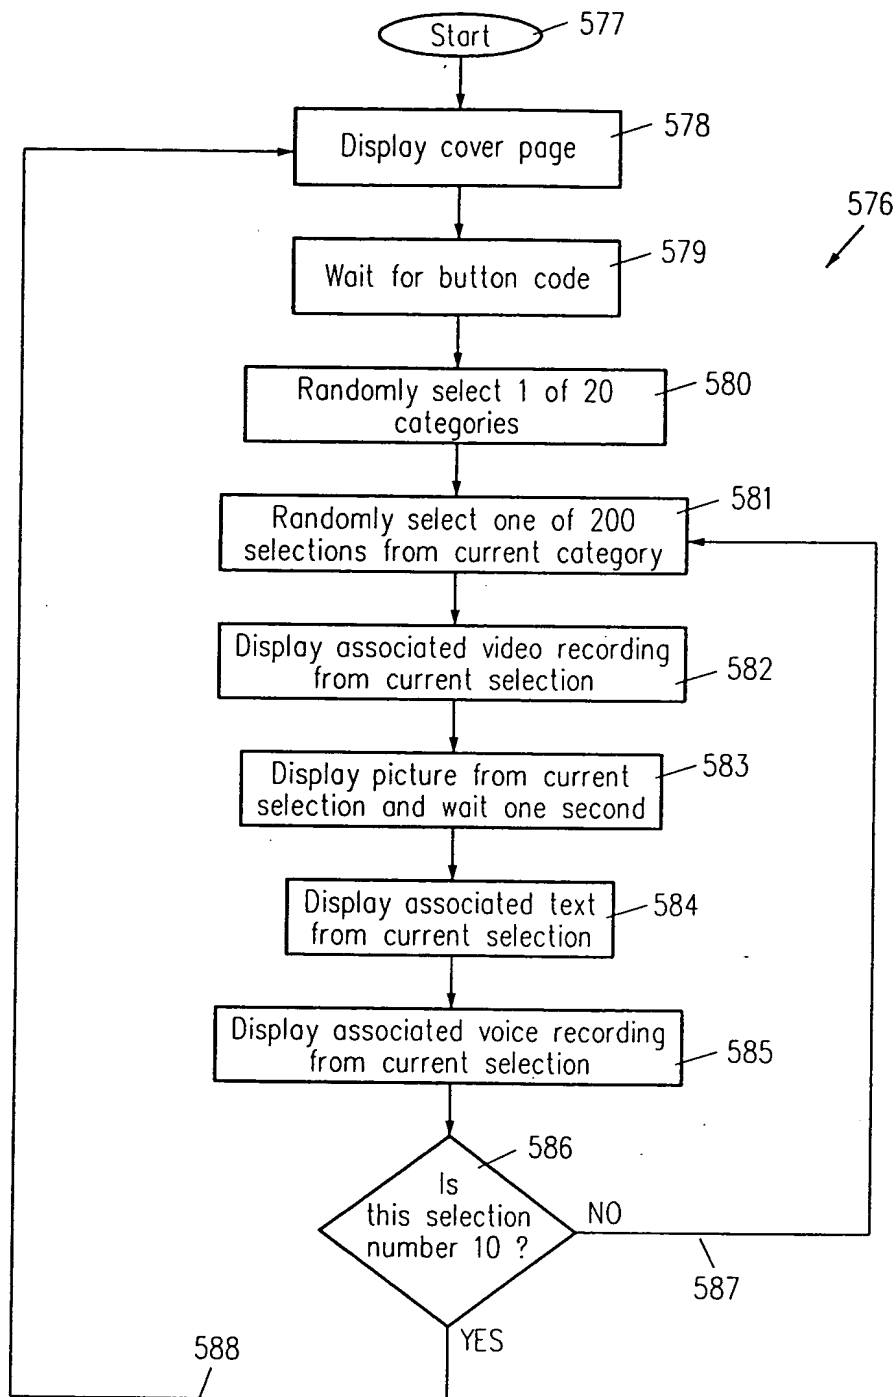 Start
577
Display cover page
578
576
Wait for button code
579
Randomly select 1 of 20
categories
580
Randomly select one of 200
selections from current category
581
Display associated video recording
from current selection
582
Display picture from current
selection and wait one second
583
Display associated text
from current selection
584
Display associated voice recording
from current selection
585
586
Is
this selection
number 10 ?
NO
587
YES
588